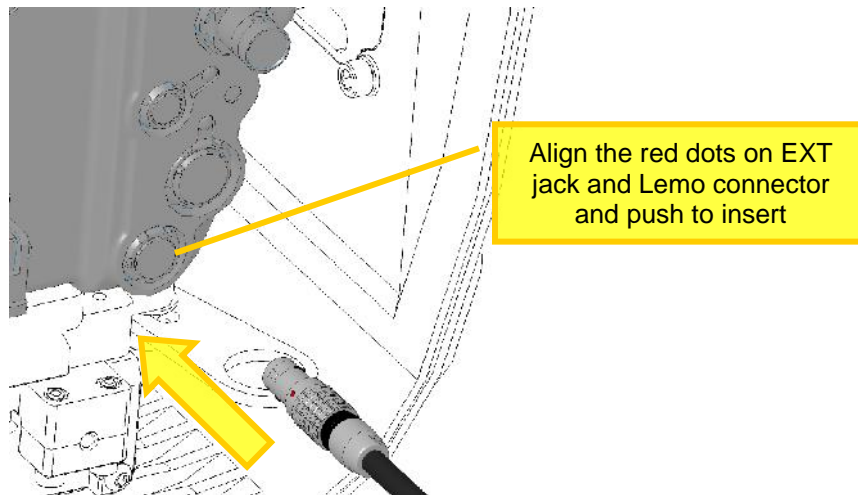 Align the red dots on EXT
jack and Lemo connector
and push to insert